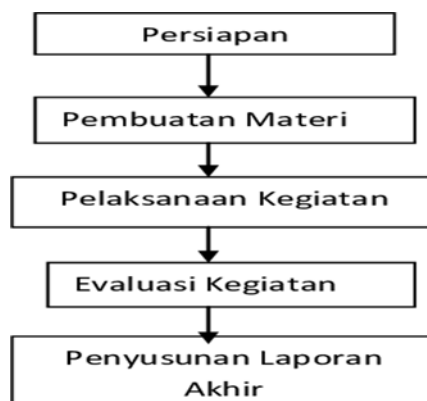 Persiapan
Pembuatan Materi
Pelaksanaan Kegiatan
Evaluasi Kegiatan
Penyusunan Laporan
Akhir